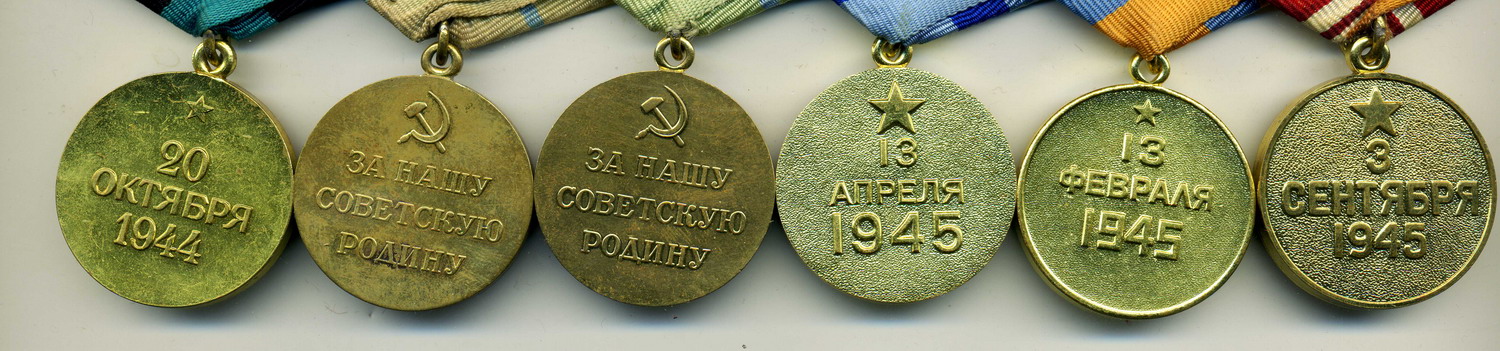 20
ОКТЯБРЯ
1944
ЗА НАШУ
СОВЕТСКУЮ
РОДИНУ
ЗА НАШУ
СОВЕТСКУЮ
РОДИНУ
13
АПРЕЛЯ
1945
13
ФЕВРАЛЯ
1945
3
СЕНТЯБРЯ
1945